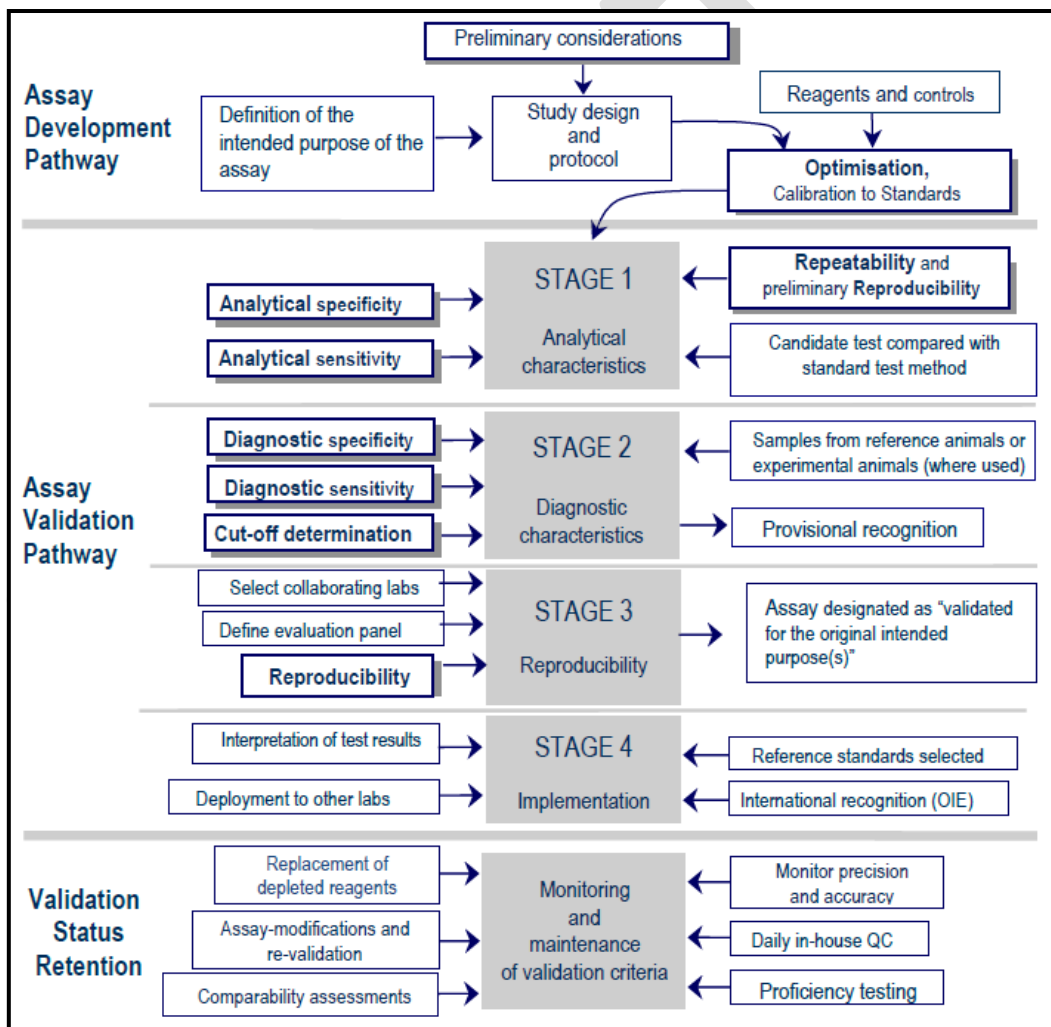 Preliminary considerations
Assay
Development
Pathway
Definition of the
intended purpose of the
assay
Study design
and
protocol
Reagents and controls
Optimisation,
Calibration to Standards
Assay
Validation
Pathway
STAGE 1
Analytical
characteristics
Analytical specificity
Analytical sensitivity
Repeatability and
preliminary Reproducibility
Candidate test compared with
standard test method
STAGE 2
Diagnostic
characteristics
Diagnostic specificity
Diagnostic sensitivity
Cut-off determination
Samples from reference animals or
experimental animals (where used)
Provisional recognition
STAGE 3
Reproducibility
Select collaborating labs
Define evaluation panel
Reproducibility
Assay designated as “validated
for the original intended
purpose(s)”
STAGE 4
Implementation
Interpretation of test results
Deployment to other labs
Reference standards selected
International recognition (OIE)
Validation
Status
Retention
Replacement of
depleted reagents
Assay-modifications and
re-validation
Comparability assessments
Monitoring
and
maintenance
of validation criteria
Monitor precision
and accuracy
Daily in-house QC
Proficiency testing